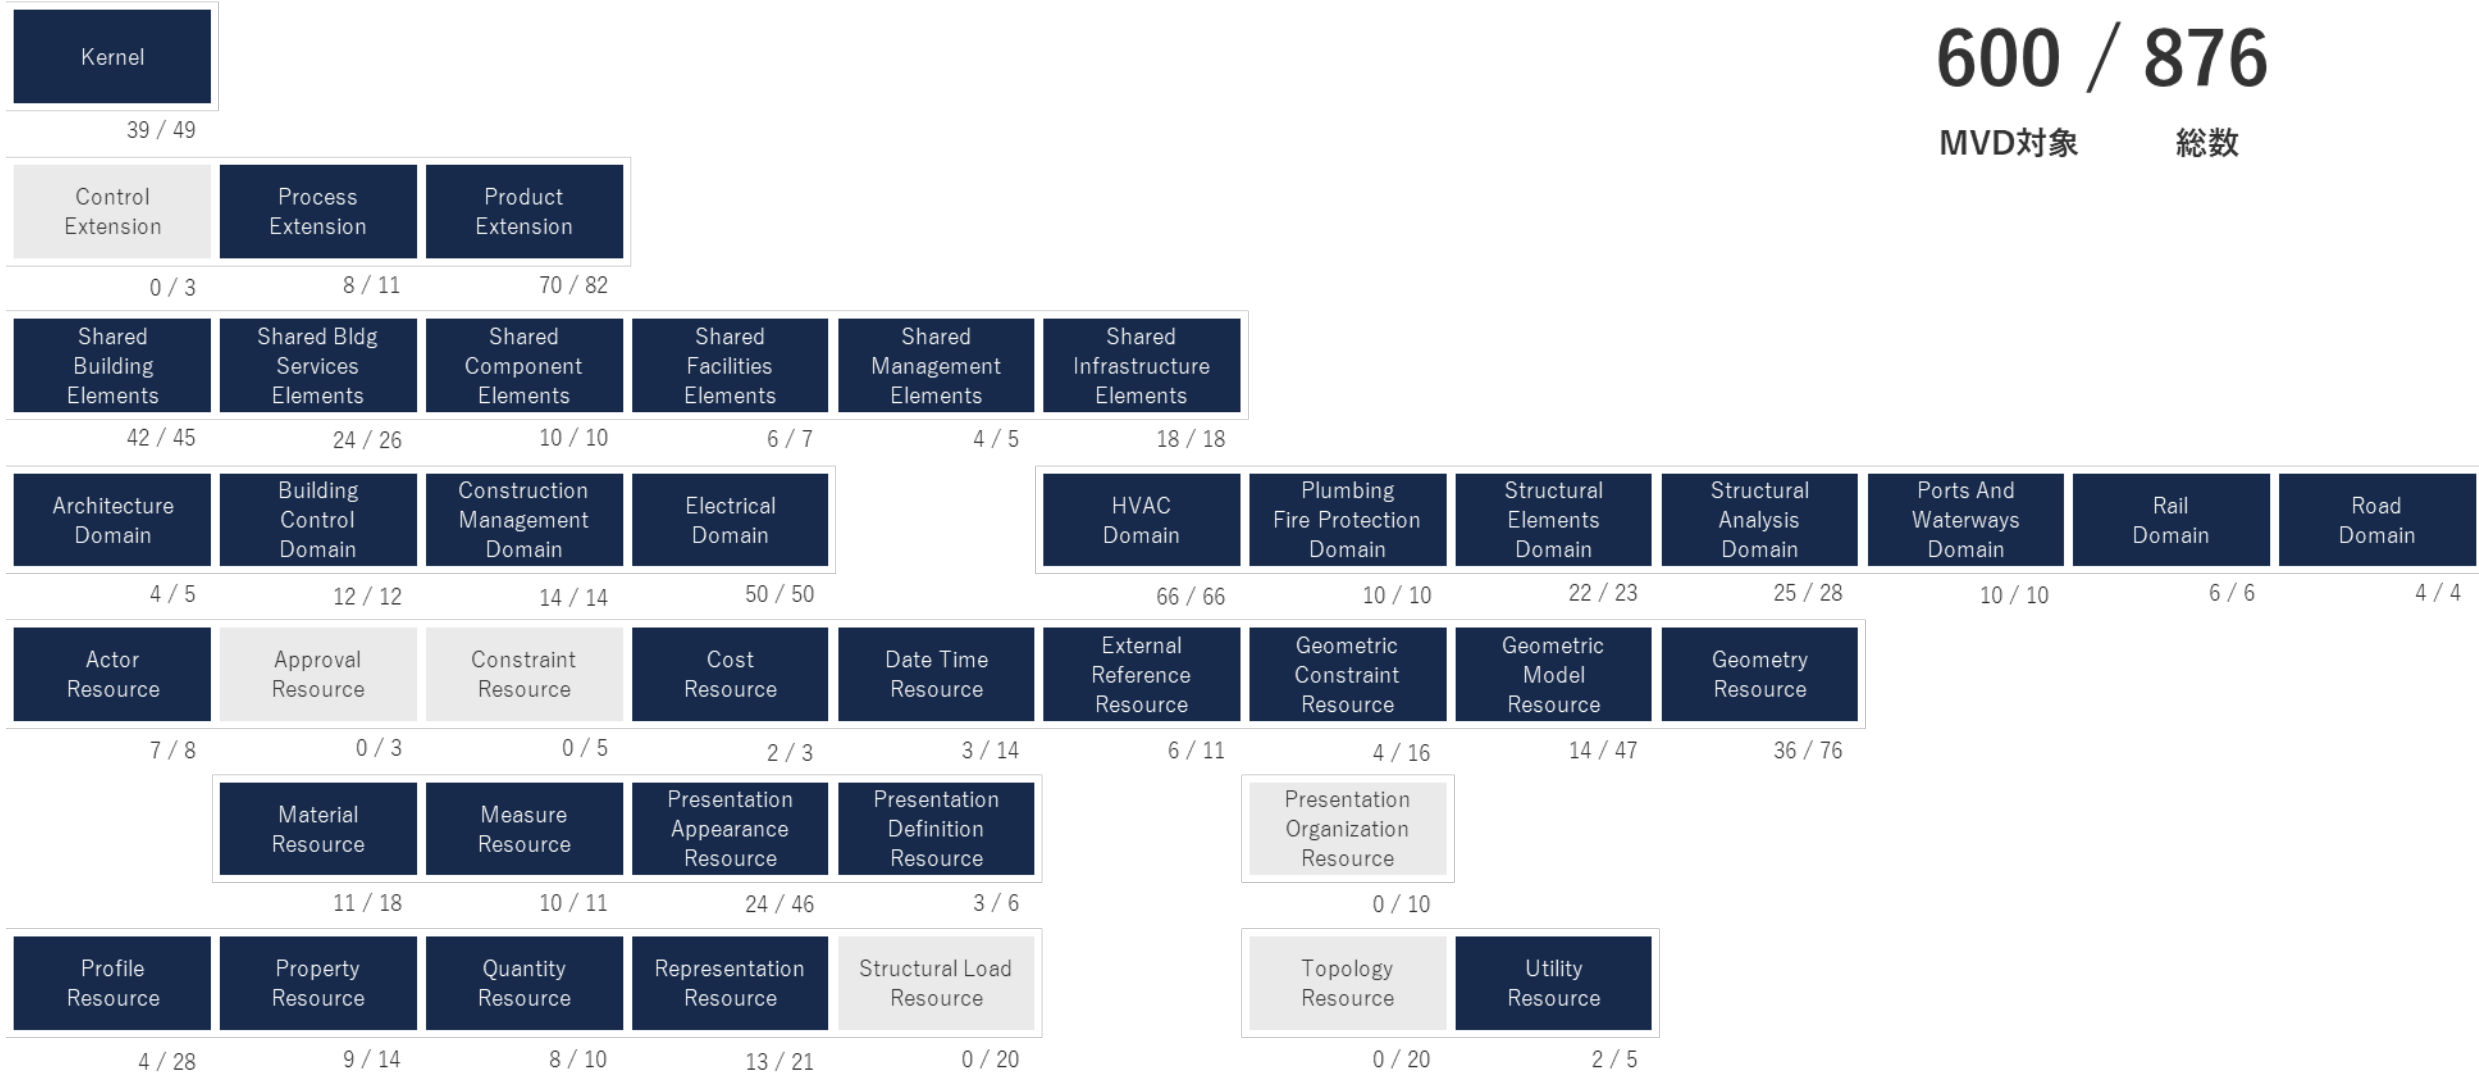 Kernel
39 / 49
600 / 876
MVD対象
総数
Control
Extension
0 / 3
Process
Extension
8 / 11
Product
Extension
70 / 82
Shared
Building
Elements
42 / 45
Shared Bldg
Services
Elements
24 / 26
Shared
Component
Elements
10 / 10
Shared
Facilities
Elements
6 / 7
Shared
Management
Elements
4 / 5
Shared
Infrastructure
Elements
18 / 18
Architecture
Domain
4 / 5
Building
Control
Domain
12 / 12
Construction
Management
Domain
14 / 14
Electrical
Domain
50 / 50
HVAC
Domain
66 / 66
Plumbing
Fire Protection
Domain
10 / 10
Structural
Elements
Domain
22 / 23
Structural
Analysis
Domain
25 / 28
Ports And
Waterways
Domain
10 / 10
Rail
Domain
6 / 6
Road
Domain
4 / 4
Actor
Resource
7 / 8
Approval
Resource
0 / 3
Constraint
Resource
0 / 5
Cost
Resource
2 / 3
Date Time
Resource
3 / 14
External
Reference
Resource
6 / 11
Geometric
Constraint
Resource
4 / 16
Geometric
Model
Resource
14 / 47
Geometry
Resource
36 / 76
Material
Resource
11 / 18
Measure
Resource
10 / 11
Presentation
Appearance
Resource
24 / 46
Presentation
Definition
Resource
3 / 6
Presentation
Organization
Resource
0 / 10
Profile
Resource
4 / 28
Property
Resource
9 / 14
Quantity
Resource
8 / 10
Representation
Resource
13 / 21
Structural Load
Resource
0 / 20
Topology
Resource
0 / 20
Utility
Resource
2 / 5